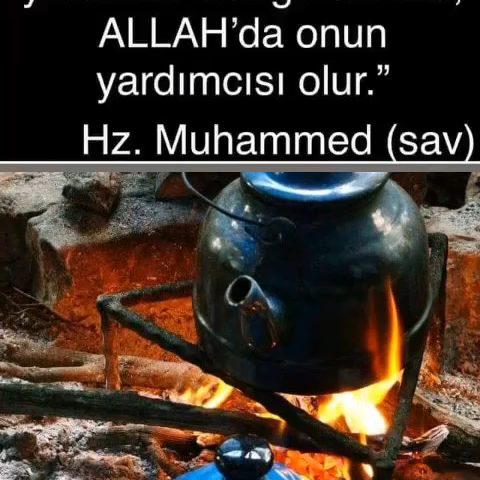 ALLAH’da onun
yardımcısı olur.”
Hz. Muhammed (sav)